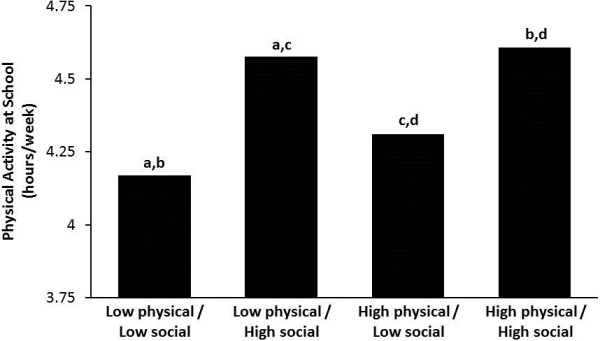 4.75
4.5
4.25
4
3.75
Physical Activity at School
(hours/week)
a,b
a,c
c,d
b,d
Low physical /
Low social
Low physical /
High social
High physical /
Low social
High physical /
High social